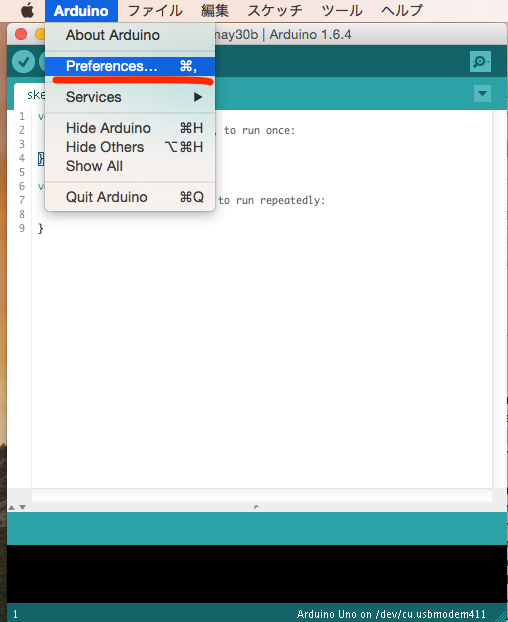 Arduino ファイル 編集 スケッチ ツール ヘルプ
may30b | Arduino 1.6.4
About Arduino
Preferences... ⌘,
Services ▶
Hide Arduino ⌘H
Hide Others ⌥⌘H
Show All
Quit Arduino ⌘Q
ske
1 v
2 , to run once:
3
4 }
5
6 v
7 to run repeatedly:
8
9 }
1 Arduino Uno on /dev/cu.usbmodem411